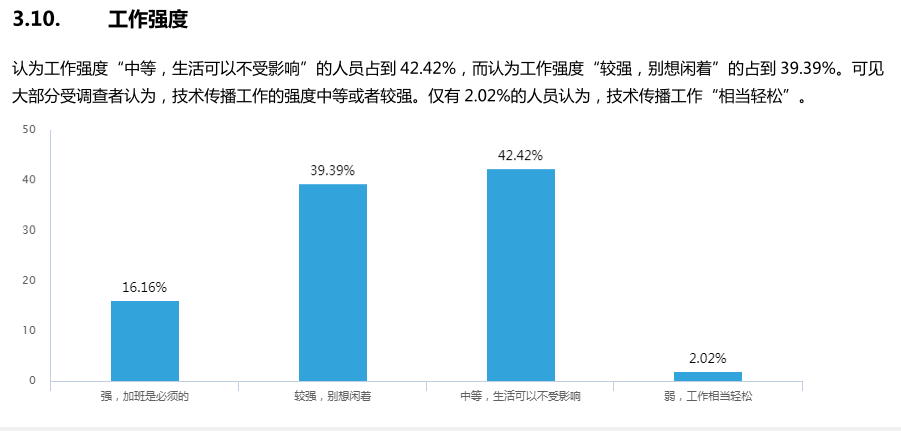 3.10. 工作强度
认为工作强度“中等，生活可以不受影响”的人员占到 42.42%，而认为工作强度“较强，别想闲着”的占到 39.39%。可见
大部分受调查者认为，技术传播工作的强度中等或者较强。仅有 2.02%的人员认为，技术传播工作“相当轻松”。
50
40
30
20
10
0
16.16%
39.39%
42.42%
2.02%
强，加班是必须的
较强，别想闲着
中等，生活可以不受影响
弱，工作相当轻松